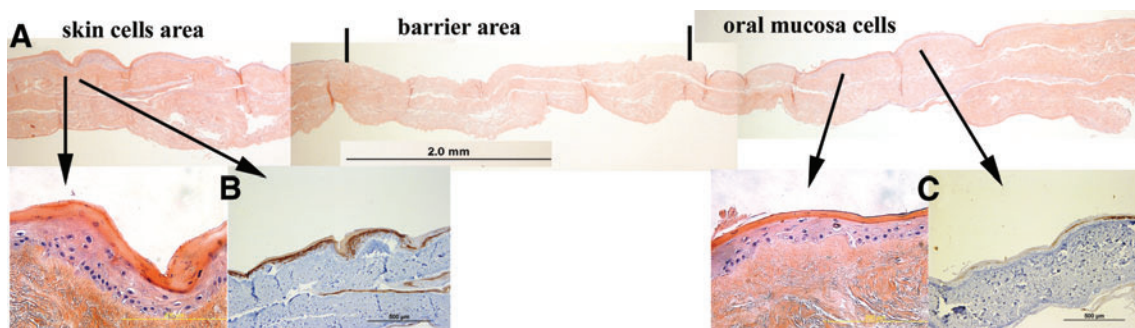 A
skin cells area
barrier area
oral mucosa cells
2.0 mm
B
500 μm
C
500 μm